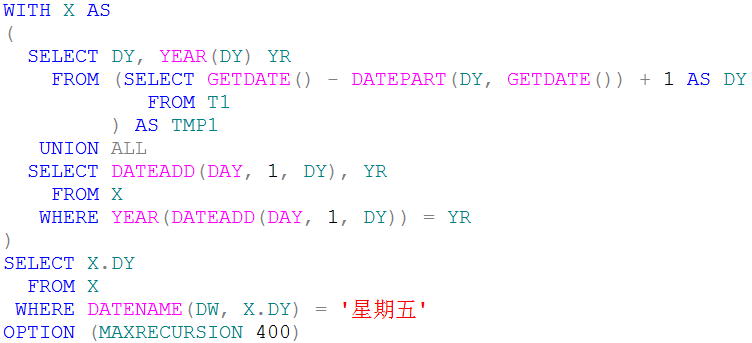 WITH X AS
(
  SELECT DY, YEAR(DY) YR
    FROM (SELECT GETDATE() - DATEPART(DY, GETDATE()) + 1 AS DY
            FROM T1
         ) AS TMP1
   UNION ALL
  SELECT DATEADD(DAY, 1, DY), YR
    FROM X
   WHERE YEAR(DATEADD(DAY, 1, DY)) = YR
)
SELECT X.DY
  FROM X
 WHERE DATENAME(DW, X.DY) = '星期五'
OPTION (MAXRECURSION 400)